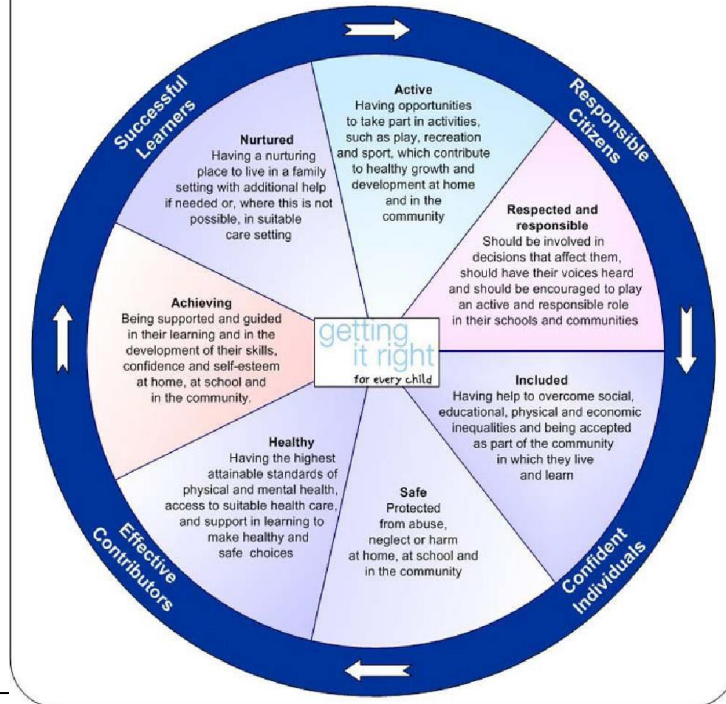 Successful
Learners
Responsible
Citizens
Active
Having opportunities
to take part in activities,
such as play, recreation
and sport, which contribute
to healthy growth and
development at home
and in the
community
Respected and
responsible
Should be involved in
decisions that affect them,
should have their voices heard
and should be encouraged to play
an active and responsible role
in their schools and communities
Included
Having help to overcome social,
educational, physical and economic
inequalities and being accepted
as part of the community
in which they live
and learn
Safe
Protected
from abuse,
neglect or harm
at home, at school and
in the community
Healthy
Having the highest
attainable standards of
physical and mental health,
access to suitable health care,
and support in learning to
make healthy and
safe choices
Achieving
Being supported and guided
in their learning and in the
development of their skills,
confidence and self-esteem
at home, at school and
in the community.
Nurtured
Having a nurturing
place to live in a family
setting with additional help
if needed or, where this is not
possible, in suitable
care setting
getting
it right
for every child
Confident
Individuals
Effective
Contributors